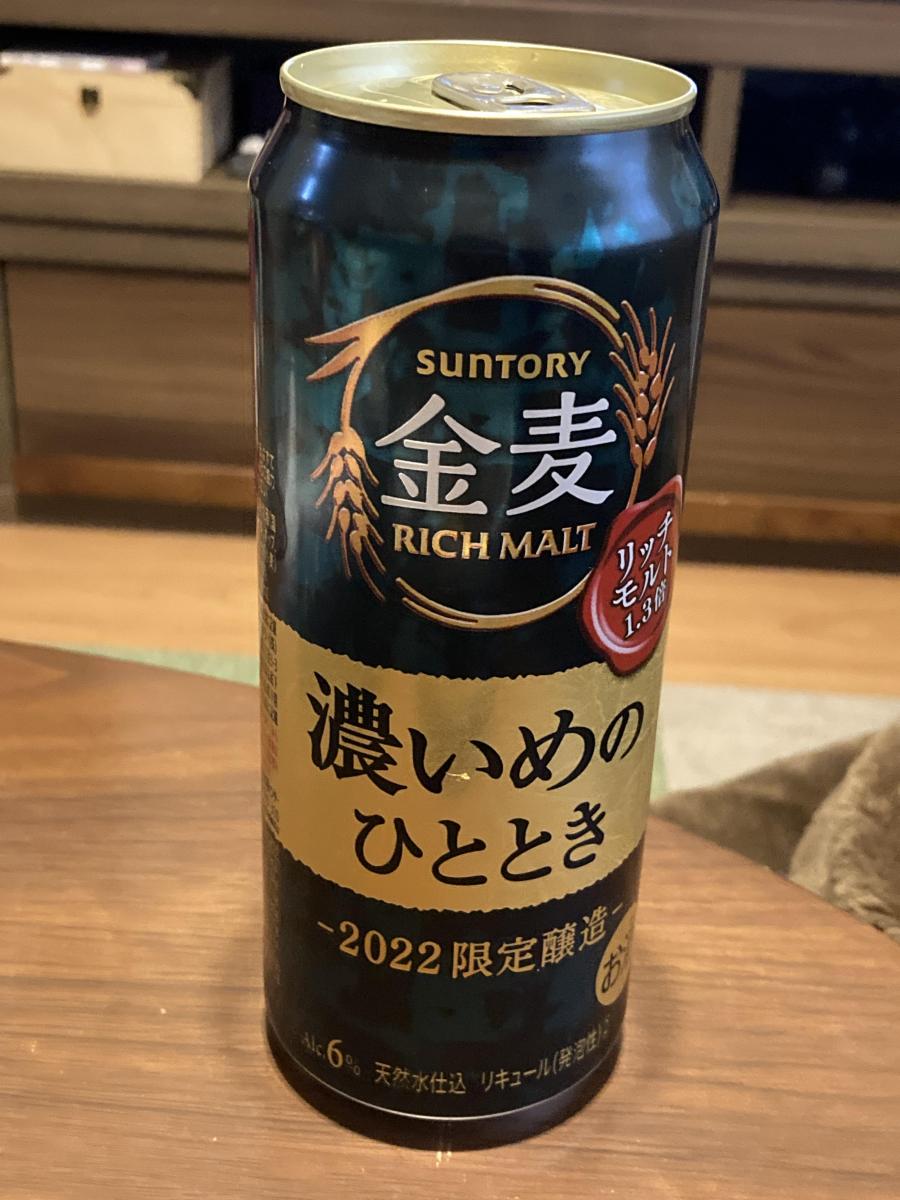 SUNTORY
金麦
RICH MALT
リッチ
モルト
1.3倍
濃いめの
ひととき
-2022限定醸造-
お
Alc.6%
天然水仕込 リキュール(発泡性)